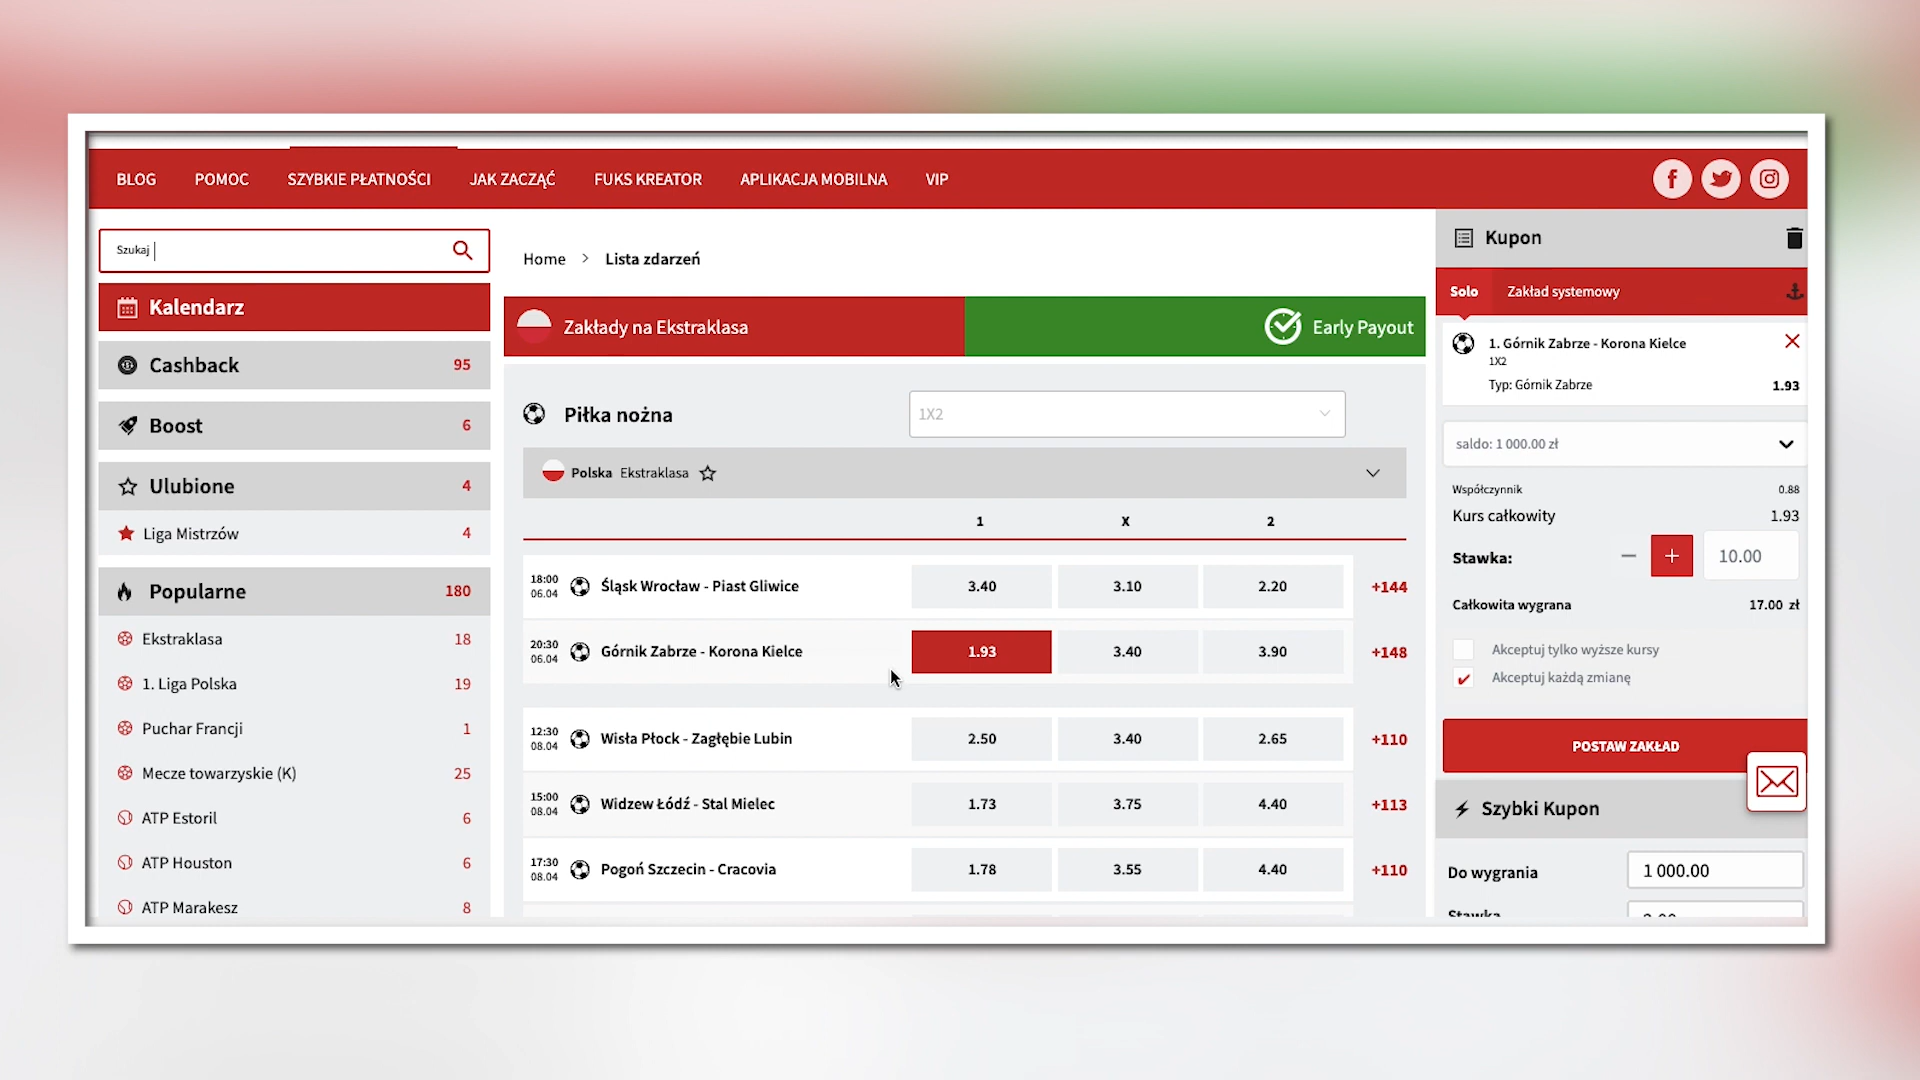 BLOG POMOC SZYBKIE PŁATNOŚCI JAK ZACZĄĆ FUKS KREATOR APLIKACJA MOBILNA VIP
Szukaj
Kalendarz
Cashback 95
Boost 6
Ulubione 4
Liga Mistrzów 4
Popularne 180
Ekstraklasa 18
1. Liga Polska 19
Puchar Francji 1
Mecze towarzyskie (K) 25
ATP Estoril 6
ATP Houston 6
ATP Marakesz 8
Home > Lista zdarzeń
Zakłady na Ekstraklasa
Early Payout
Piłka nożna
1X2
Polska Ekstraklasa
1 X 2
18:00
06.04
Śląsk Wrocław - Piast Gliwice 3.40 3.10 2.20 +144
20:30
06.04
Górnik Zabrze - Korona Kielce 1.93 3.40 3.90 +148
12:30
08.04
Wisła Płock - Zagłębie Lubin 2.50 3.40 2.65 +110
15:00
08.04
Widzew Łódź - Stal Mielec 1.73 3.75 4.40 +113
17:30
08.04
Pogoń Szczecin - Cracovia 1.78 3.55 4.40 +110
Kupon
Solo Zakład systemowy
1. Górnik Zabrze - Korona Kielce
1X2
Typ: Górnik Zabrze 1.93
saldo: 1 000.00 zł
Współczynnik 0.88
Kurs całkowity 1.93
Stawka: − + 10.00
Całkowita wygrana 17.00 zł
Akceptuj tylko wyższe kursy
Akceptuj każdą zmianę
POSTAW ZAKŁAD
Szybki Kupon
Do wygrania 1 000.00
Stawka